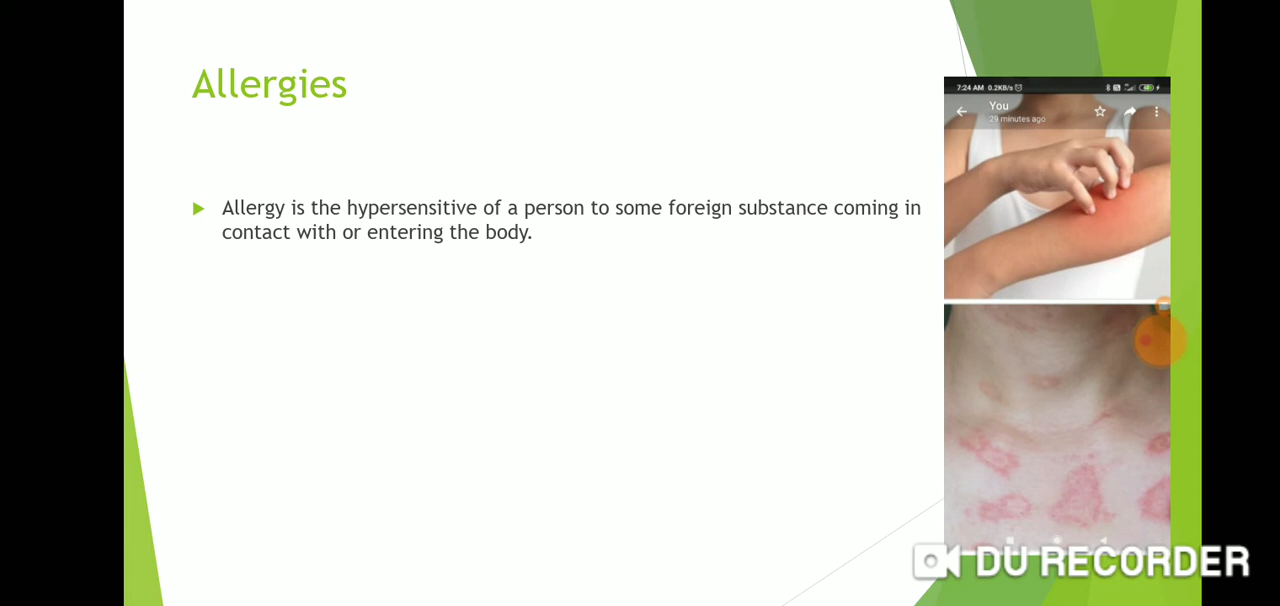 Allergies
Allergy is the hypersensitive of a person to some foreign substance coming in
contact with or entering the body.
7:24 AM 0.2KB/s
You
29 minutes ago
DU RECORDER